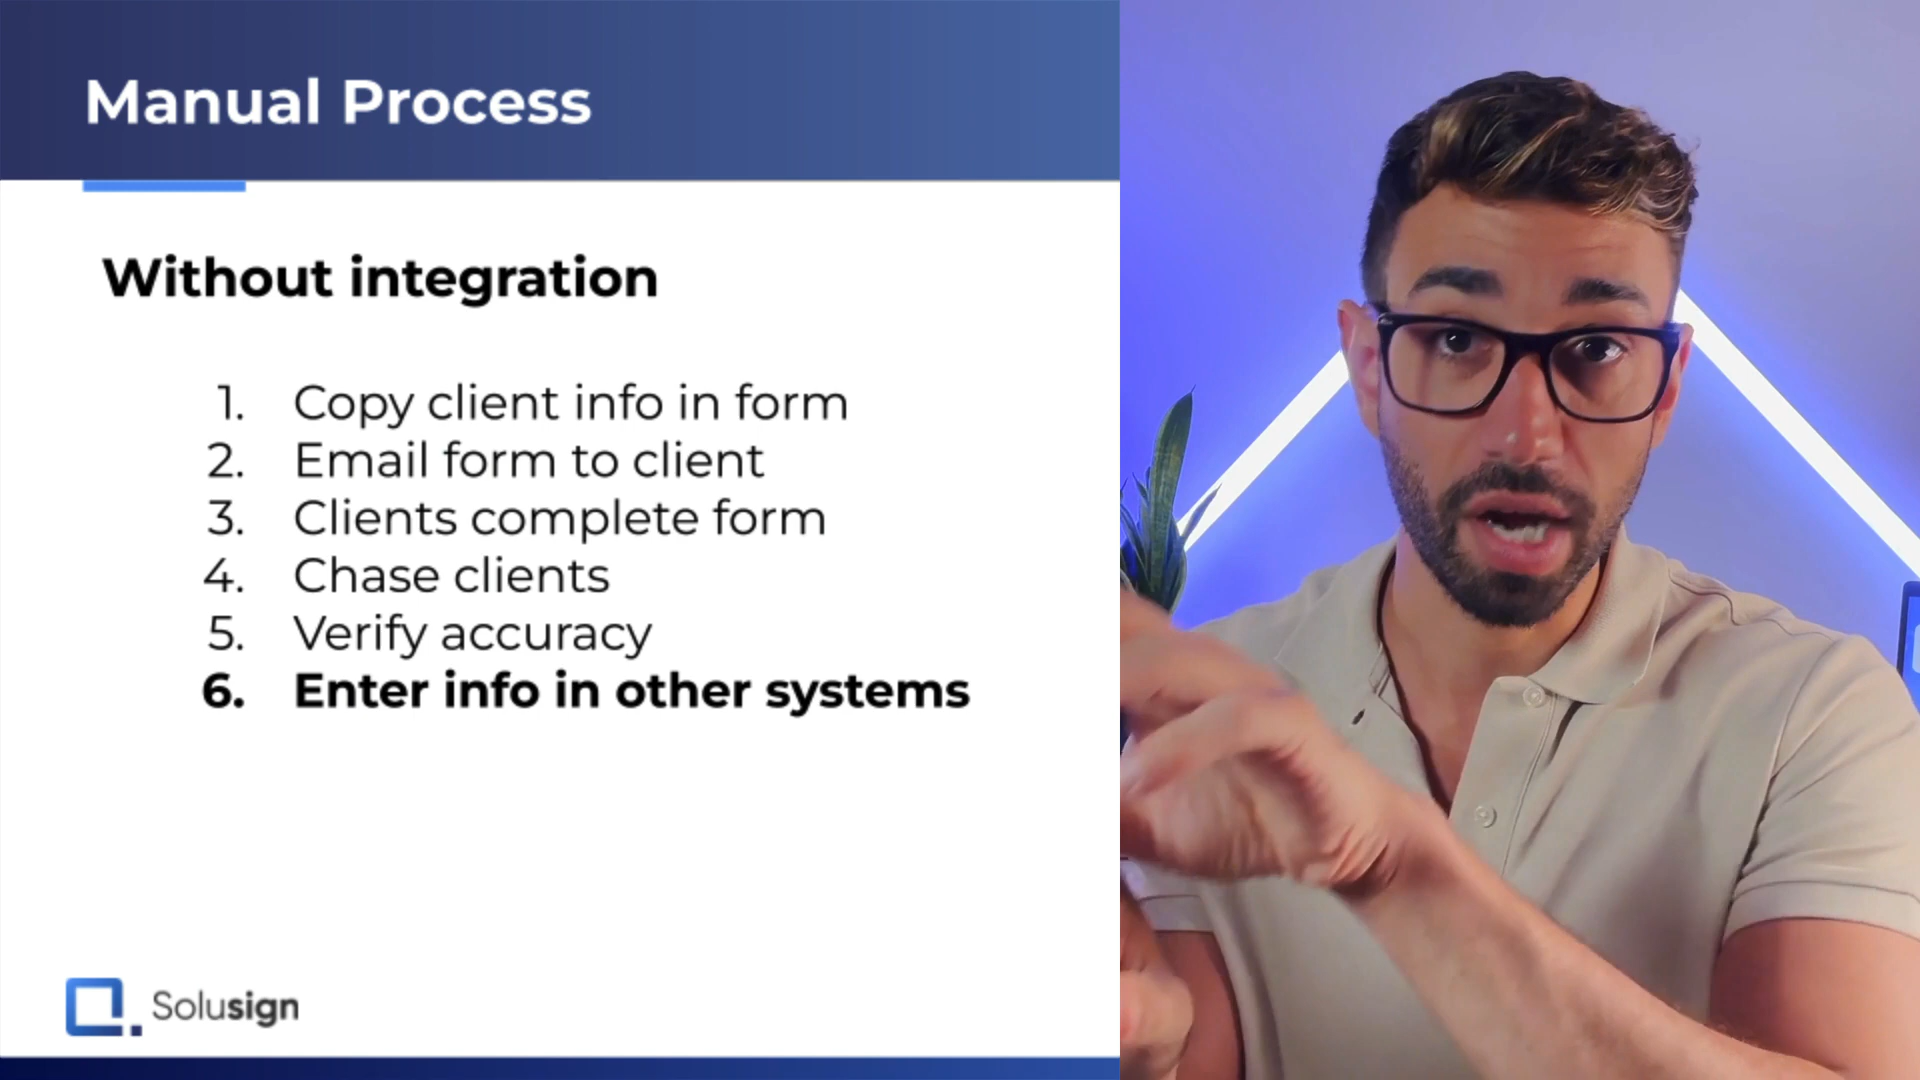 Manual Process
Without integration
1. Copy client info in form
2. Email form to client
3. Clients complete form
4. Chase clients
5. Verify accuracy
6. Enter info in other systems
Solusign